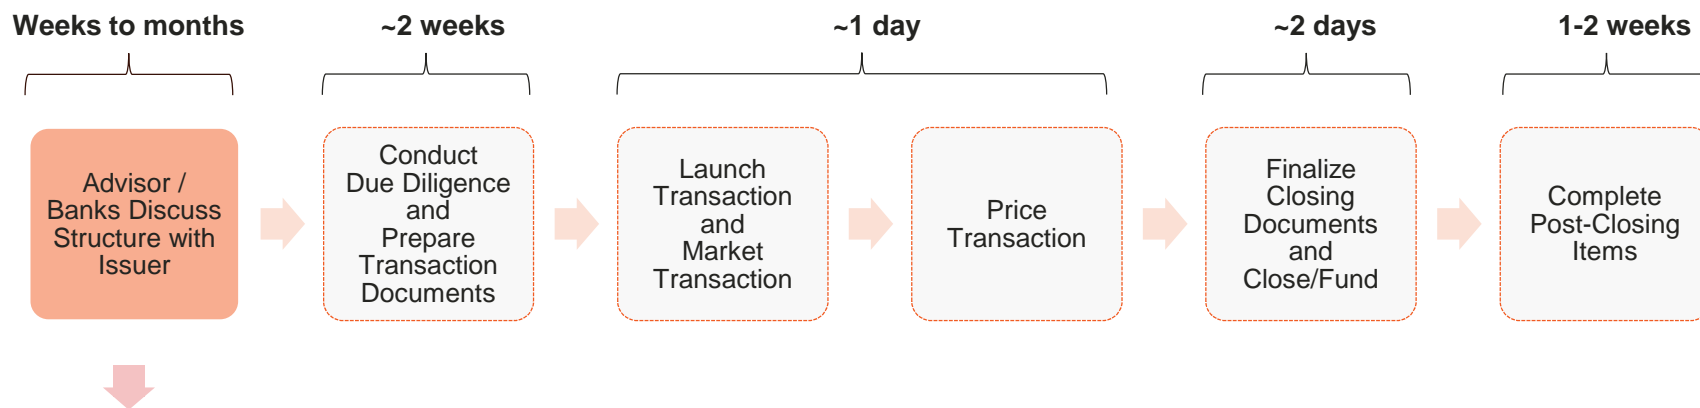 Weeks to months
~2 weeks
~1 day
~2 days
1-2 weeks
Advisor /
Banks Discuss
Structure with
Issuer
Conduct
Due Diligence
and
Prepare
Transaction
Documents
Launch
Transaction
and
Market
Transaction
Price
Transaction
Finalize
Closing
Documents
and
Close/Fund
Complete
Post-Closing
Items